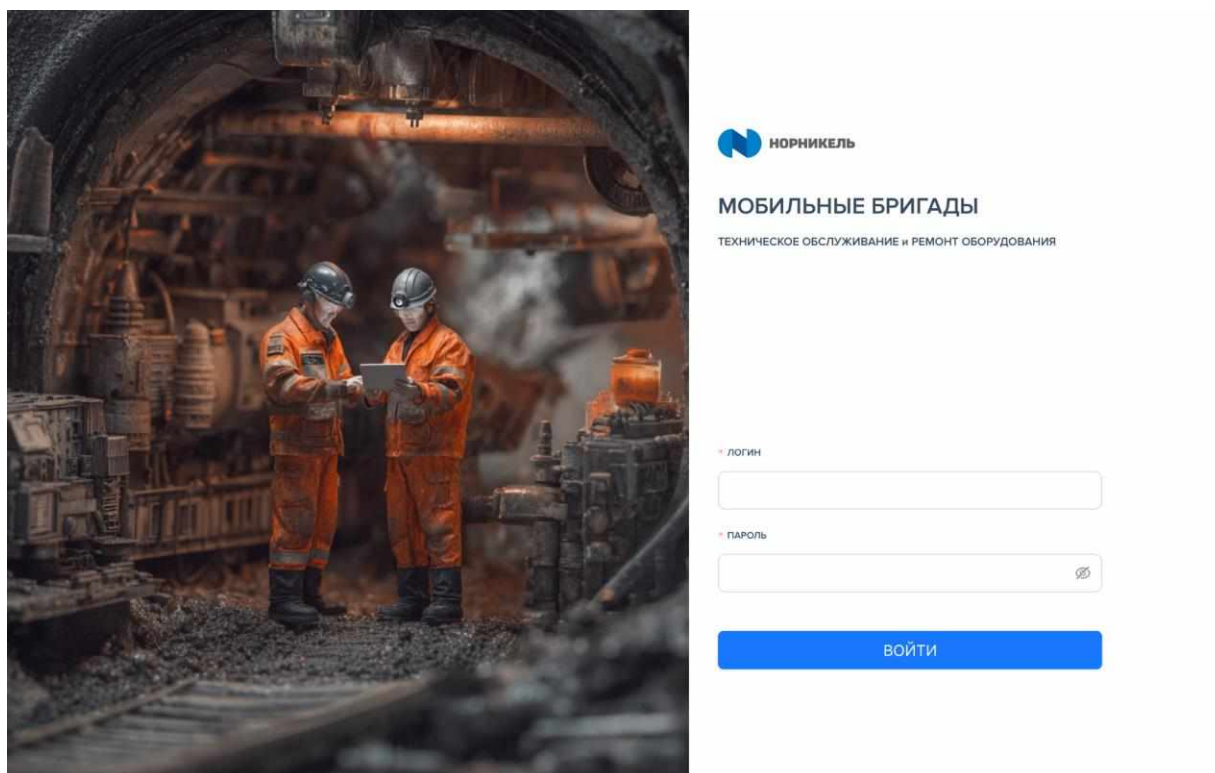 НОРНИКЕЛЬ
МОБИЛЬНЫЕ БРИГАДЫ
ТЕХНИЧЕСКОЕ ОБСЛУЖИВАНИЕ и РЕМОНТ ОБОРУДОВАНИЯ
* ЛОГИН
* ПАРОЛЬ
ВОЙТИ